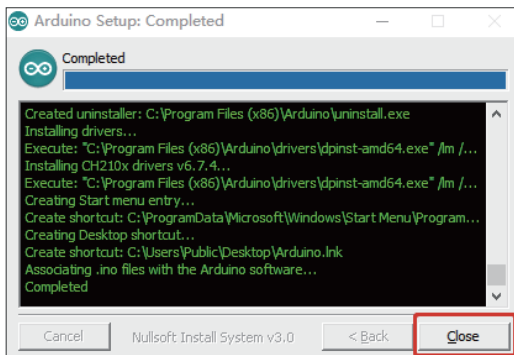 Arduino Setup: Completed
Completed
Created uninstaller: C:\Program Files (x86)\Arduino\uninstall.exe
Installing drivers...
Execute: "C:\Program Files (x86)\Arduino\drivers\dpinst-amd64.exe" /lm /...
Installing CH210x drivers v6.7.4...
Execute: "C:\Program Files (x86)\Arduino\drivers\dpinst-amd64.exe" /lm /...
Creating Start menu entry...
Create shortcut: C:\ProgramData\Microsoft\Windows\Start Menu\Program...
Creating Desktop shortcut...
Create shortcut: C:\Users\Public\Desktop\Arduino.lnk
Associating .ino files with the Arduino software...
Completed
Cancel Nullsoft Install System v3.0 < Back Close